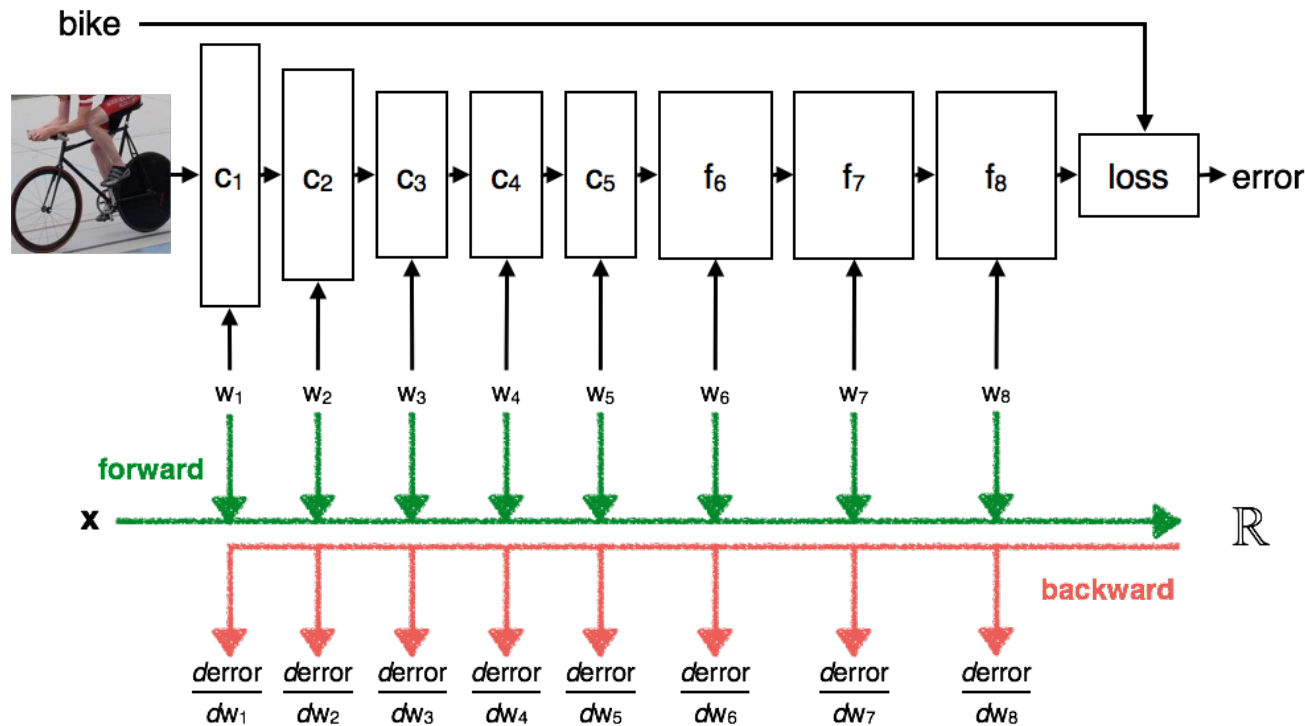 bike
c₁ c₂ c₃ c₄ c₅ f₆ f₇ f₈ loss error
w₁ w₂ w₃ w₄ w₅ w₆ w₇ w₈
forward
x ℝ
backward
derror derror derror derror derror derror derror derror
dw₁ dw₂ dw₃ dw₄ dw₅ dw₆ dw₇ dw₈